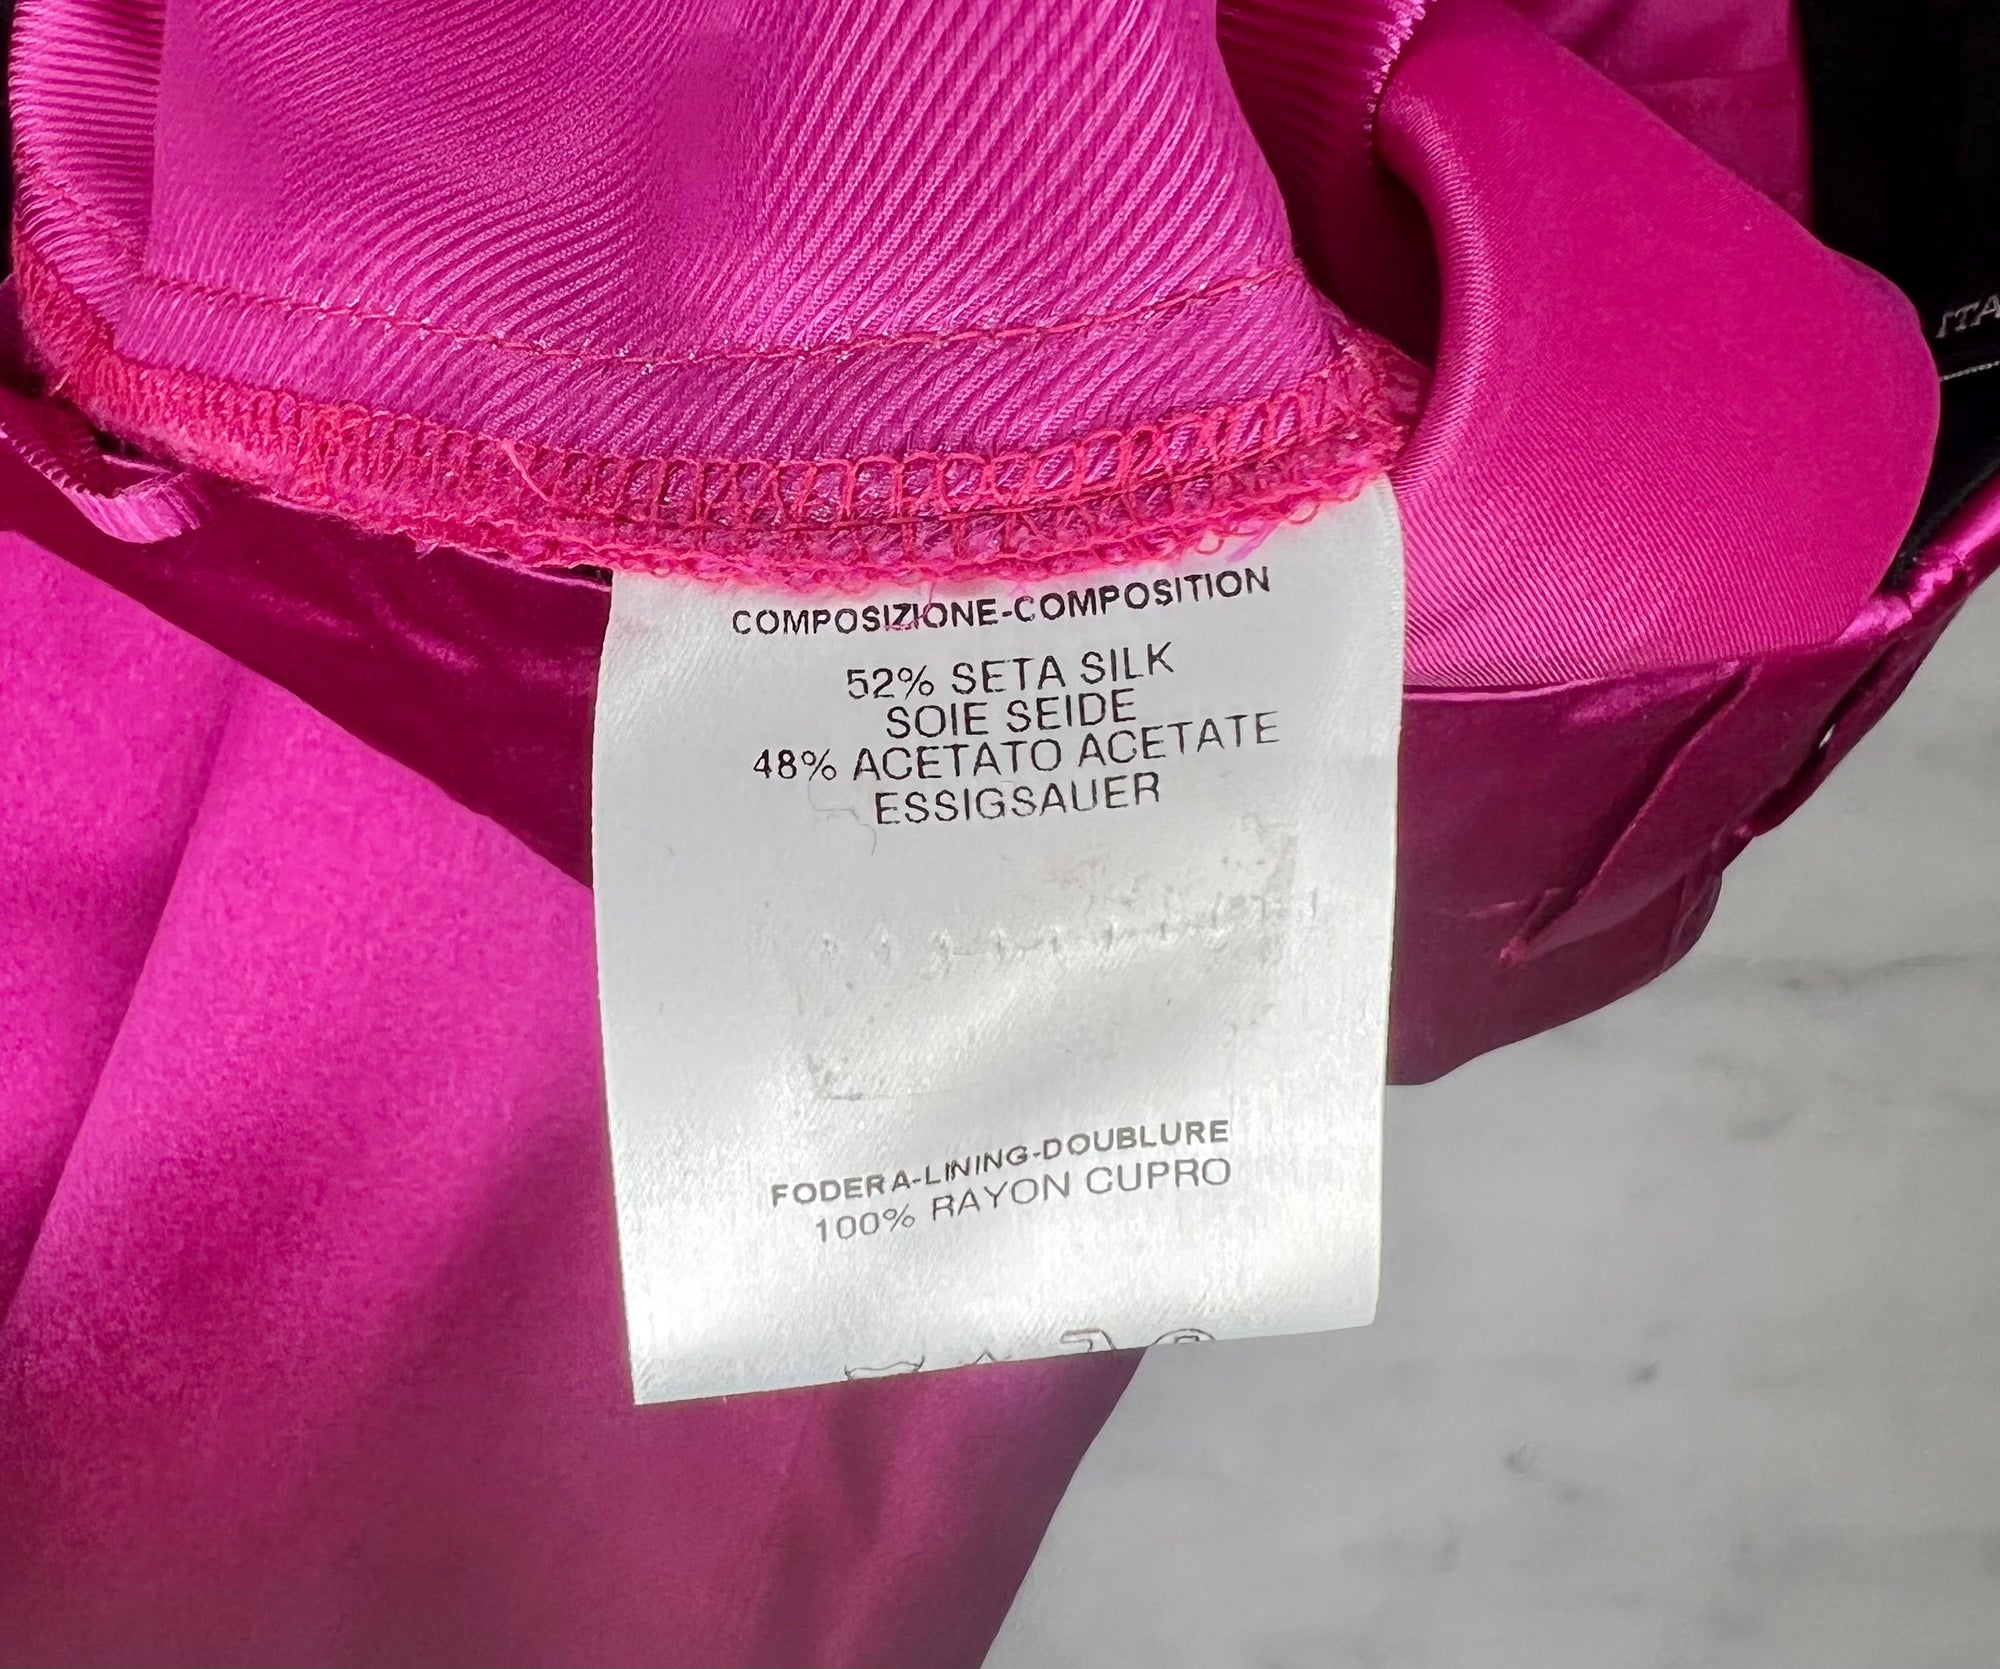 COMPOSIZIONE-COMPOSITION
52% SETA SILK
SOIE SEIDE
48% ACETATO ACETATE
ESSIGSAUER
FODERA-LINING-DOUBLURE
100% RAYON CUPRO